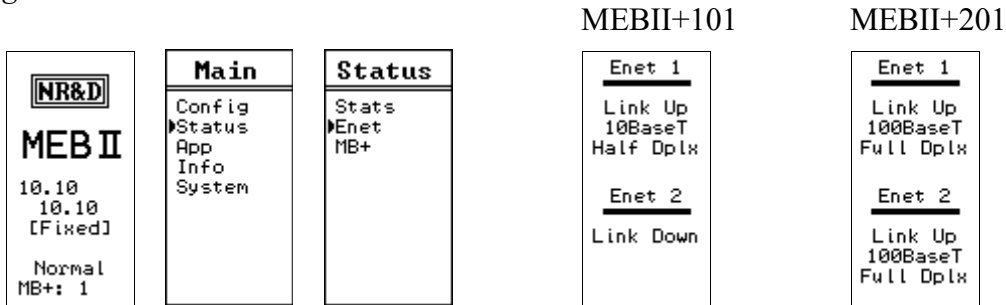 MEBII+101
MEBII+201
NR&D
MEB II
10.10
10.10
[Fixed]
Normal
MB+: 1
Main
Config
Status
App
Info
System
Status
Stats
Enet
MB+
Enet 1
Link Up
10BaseT
Half Dplx
Enet 2
Link Down
Enet 1
Link Up
100BaseT
Full Dplx
Enet 2
Link Up
100BaseT
Full Dplx